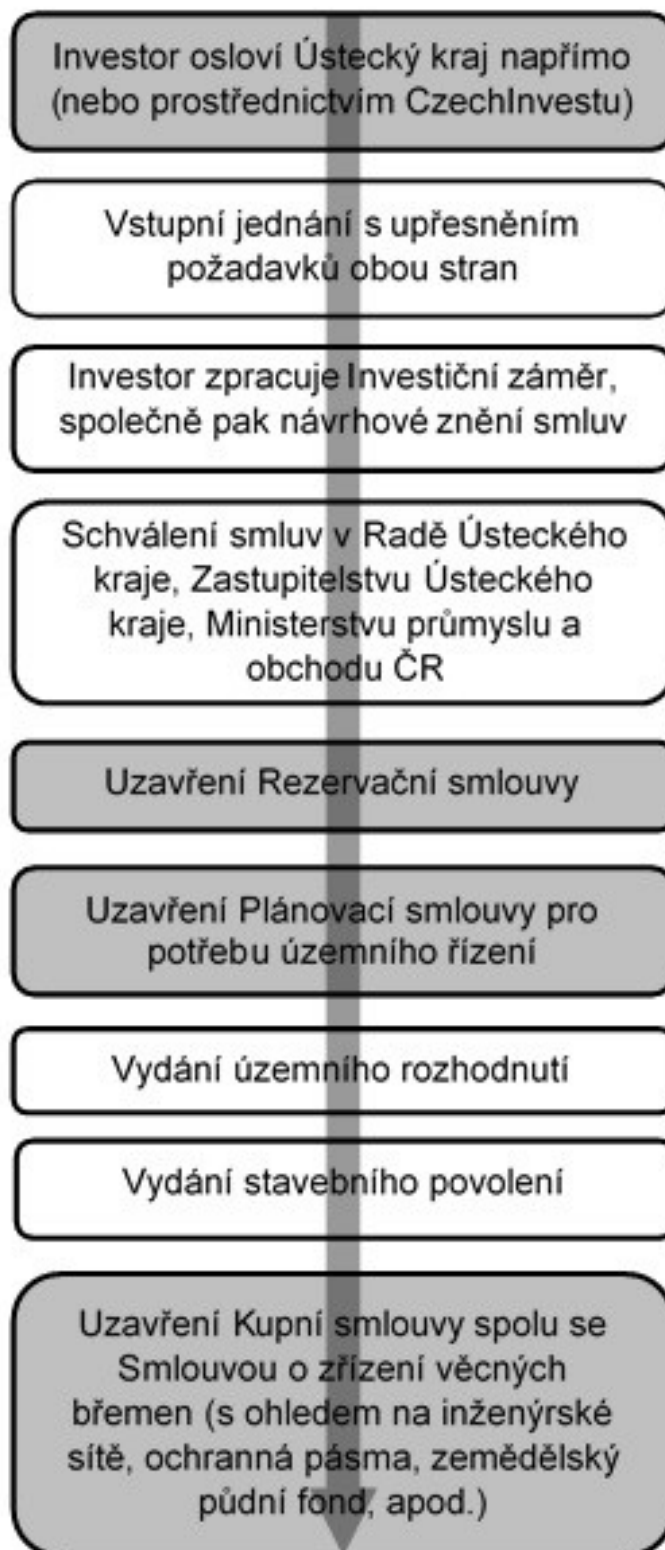 Investor osloví Ústecký kraj napřímo
(nebo prostřednictvím CzechInvestu)
Vstupní jednání s upřesněním
požadavků obou stran
Investor zpracuje Investiční záměr,
společně pak návrhové znění smluv
Schválení smluv v Radě Ústeckého
kraje, Zastupitelstvu Ústeckého
kraje, Ministerstvu průmyslu a
obchodu ČR
Uzavření Rezervační smlouvy
Uzavření Plánovací smlouvy pro
potřebu územního řízení
Vydání územního rozhodnutí
Vydání stavebního povolení
Uzavření Kupní smlouvy spolu se
Smlouvou o zřízení věcných
břemen (s ohledem na inženýrské
sítě, ochranná pásma, zemědělský
půdní fond, apod.)